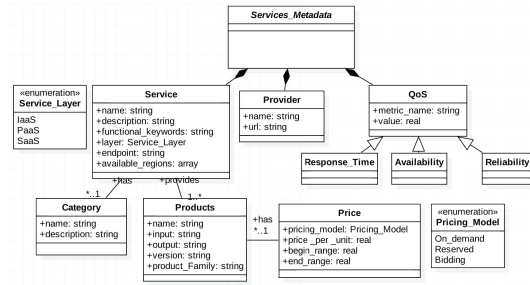 Services_Metadata
«enumeration»
Service_Layer
IaaS
PaaS
SaaS
Service
+name: string
+description: string
+functional_keywords: string
+layer: Service_Layer
+endpoint: string
+available_regions: array
Provider
+name: string
+url: string
QoS
+metric_name: string
+value: real
Response_Time
Availability
Reliability
+has
*..1
+provides
1..*
Category
+name: string
+description: string
Products
+name: string
+input: string
+output: string
+version: string
+product_Family: string
+has
*..1
Price
+pricing_model: Pricing_Model
+price _per _unit: real
+begin_range: real
+end_range: real
«enumeration»
Pricing_Model
On_demand
Reserved
Bidding